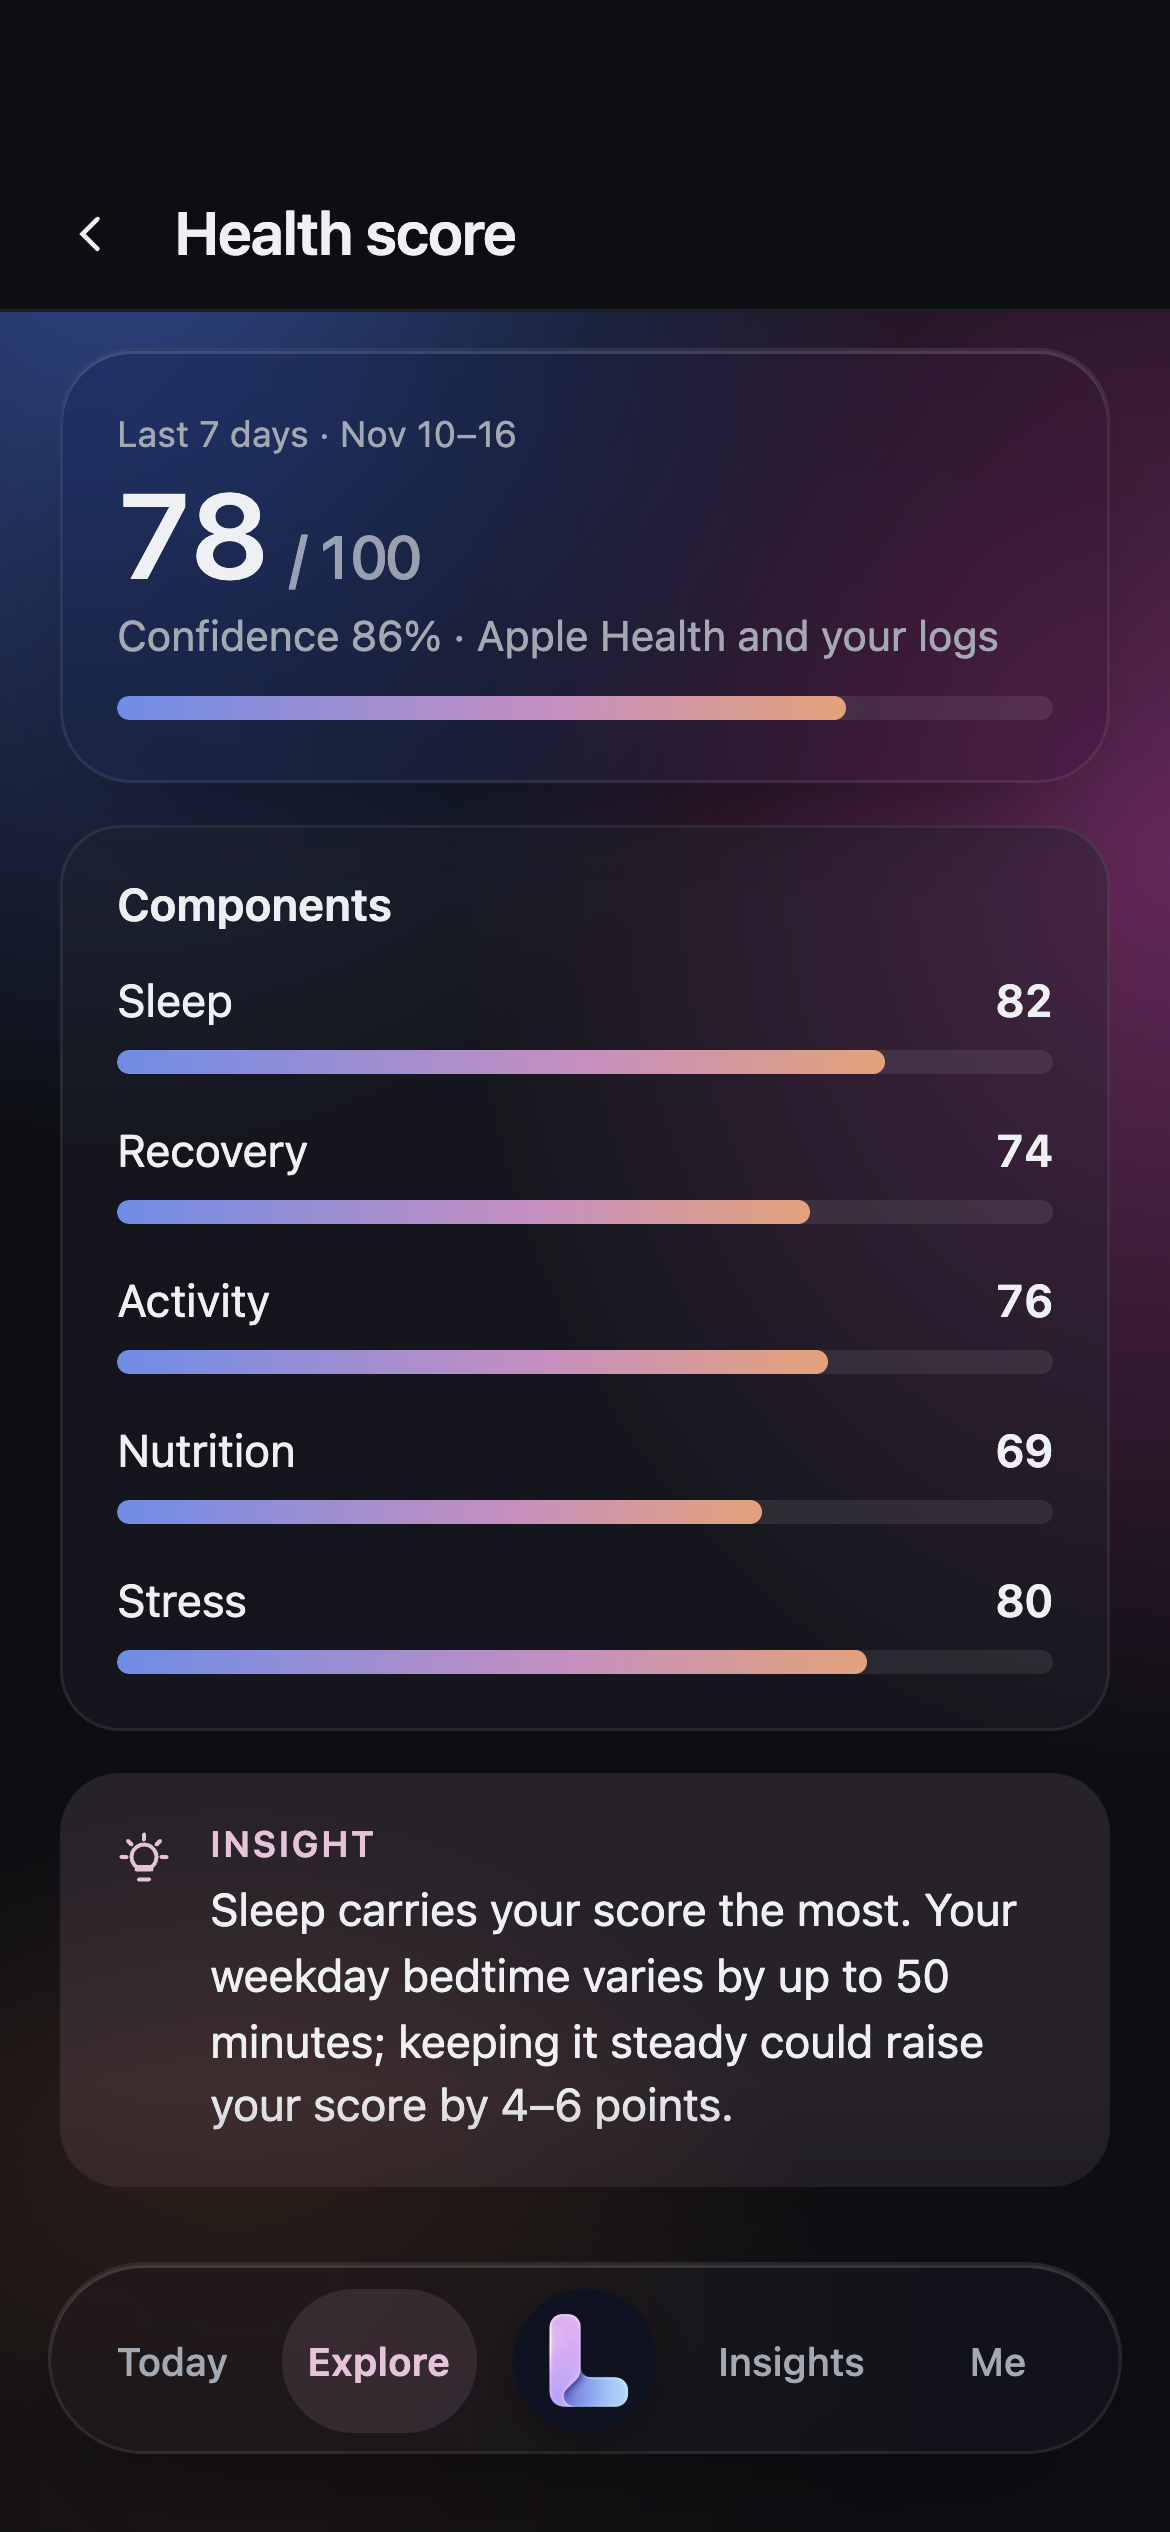 Health score
Last 7 days · Nov 10–16
78 / 100
Confidence 86% · Apple Health and your logs
Components
Sleep 82
Recovery 74
Activity 76
Nutrition 69
Stress 80
INSIGHT
Sleep carries your score the most. Your
weekday bedtime varies by up to 50
minutes; keeping it steady could raise
your score by 4–6 points.
Today Explore Insights Me